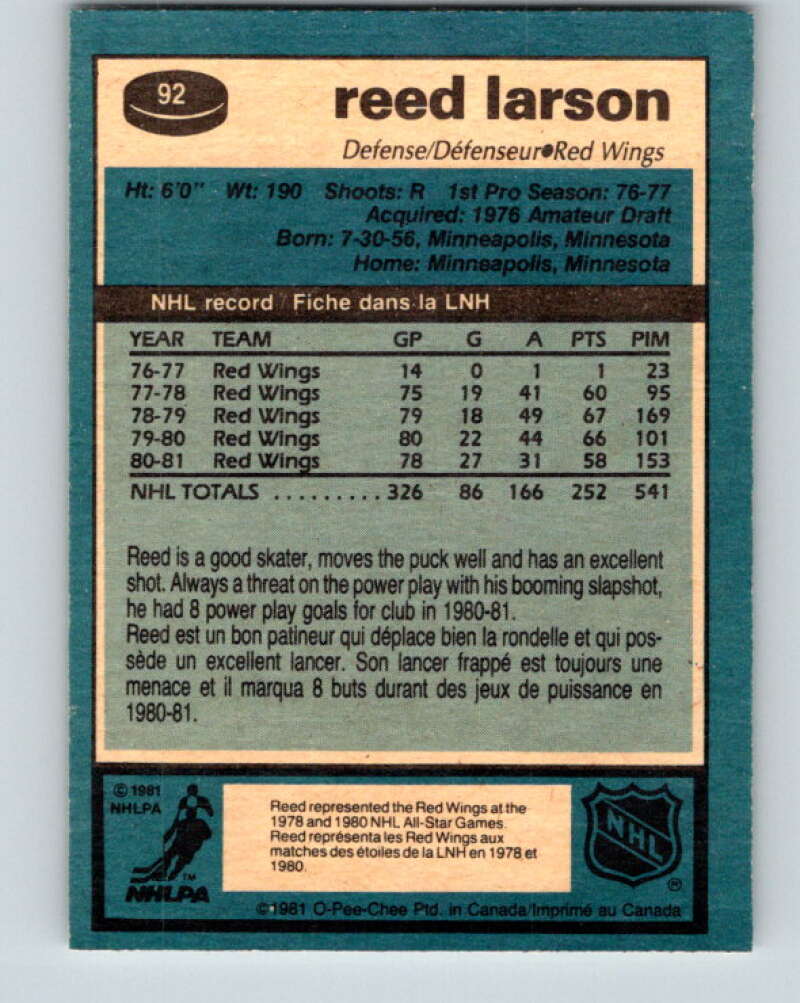 92
reed larson
Defense/Défenseur●Red Wings
Ht: 6'0" Wt: 190 Shoots: R 1st Pro Season: 76-77
Acquired: 1976 Amateur Draft
Born: 7-30-56, Minneapolis, Minnesota
Home: Minneapolis, Minnesota
NHL record / Fiche dans la LNH
YEAR TEAM GP G A PTS PIM
76-77 Red Wings 14 0 1 1 23
77-78 Red Wings 75 19 41 60 95
78-79 Red Wings 79 18 49 67 169
79-80 Red Wings 80 22 44 66 101
80-81 Red Wings 78 27 31 58 153
NHL TOTALS .......... 326 86 166 252 541
Reed is a good skater, moves the puck well and has an excellent
shot. Always a threat on the power play with his booming slapshot,
he had 8 power play goals for club in 1980-81.
Reed est un bon patineur qui déplace bien la rondelle et qui pos-
sède un excellent lancer. Son lancer frappé est toujours une
menace et il marqua 8 buts durant des jeux de puissance en
1980-81.
© 1981
NHLPA
TM
NHLPA
Reed represented the Red Wings at the
1978 and 1980 NHL All-Star Games.
Reed représenta les Red Wings aux
matches des étoiles de la LNH en 1978 et
1980.
NHL
®
©1981 O-Pee-Chee Ptd. in Canada/Imprimé au Canada